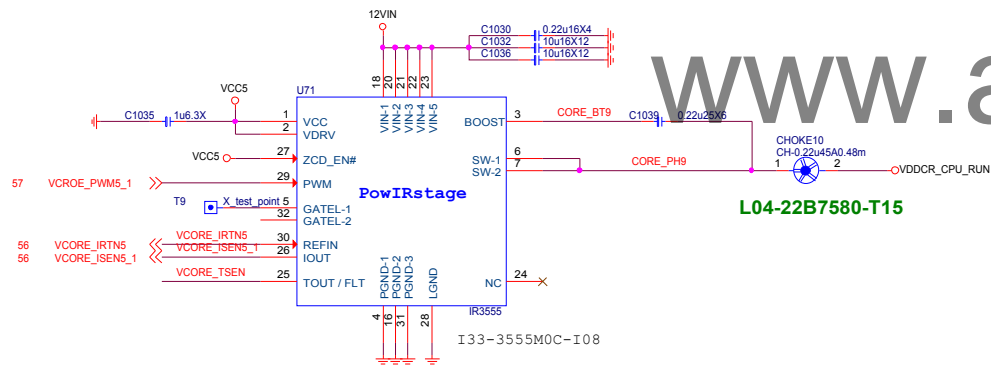 12VIN
C1030 0.22u16X4
C1032 10u16X12
C1036 10u16X12
www.a
18 20 21 22 23
U71
VCC5
C1035 1u6.3X
1 VCC
2 VDRV
VIN-1 VIN-2 VIN-3 VIN-4 VIN-5
BOOST 3 CORE_BT9 C1039 0.22u25X6
VCC5 27 ZCD_EN#
SW-1 6
SW-2 7 CORE_PH9
CHOKE10
CH-0.22u45A0.48m
1 2 VDDCR_CPU_RUN
57 VCROE_PWM5_1 29 PWM
PowIRstage
L04-22B7580-T15
T9 X_test_point 5 GATEL-1
32 GATEL-2
56 VCORE_IRTN5 VCORE_IRTN5 30 REFIN
56 VCORE_ISEN5_1 VCORE_ISEN5_1 26 IOUT
VCORE_TSEN 25 TOUT / FLT
PGND-1 PGND-2 PGND-3 LGND
NC 24
IR3555
4 16 31 28
I33-3555M0C-I08